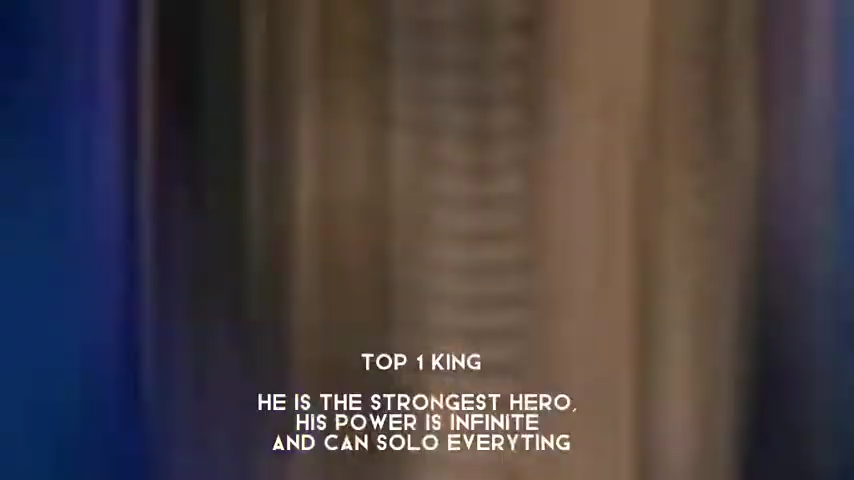 TOP 1 KING
HE IS THE STRONGEST HERO,
HIS POWER IS INFINITE
AND CAN SOLO EVERYTING